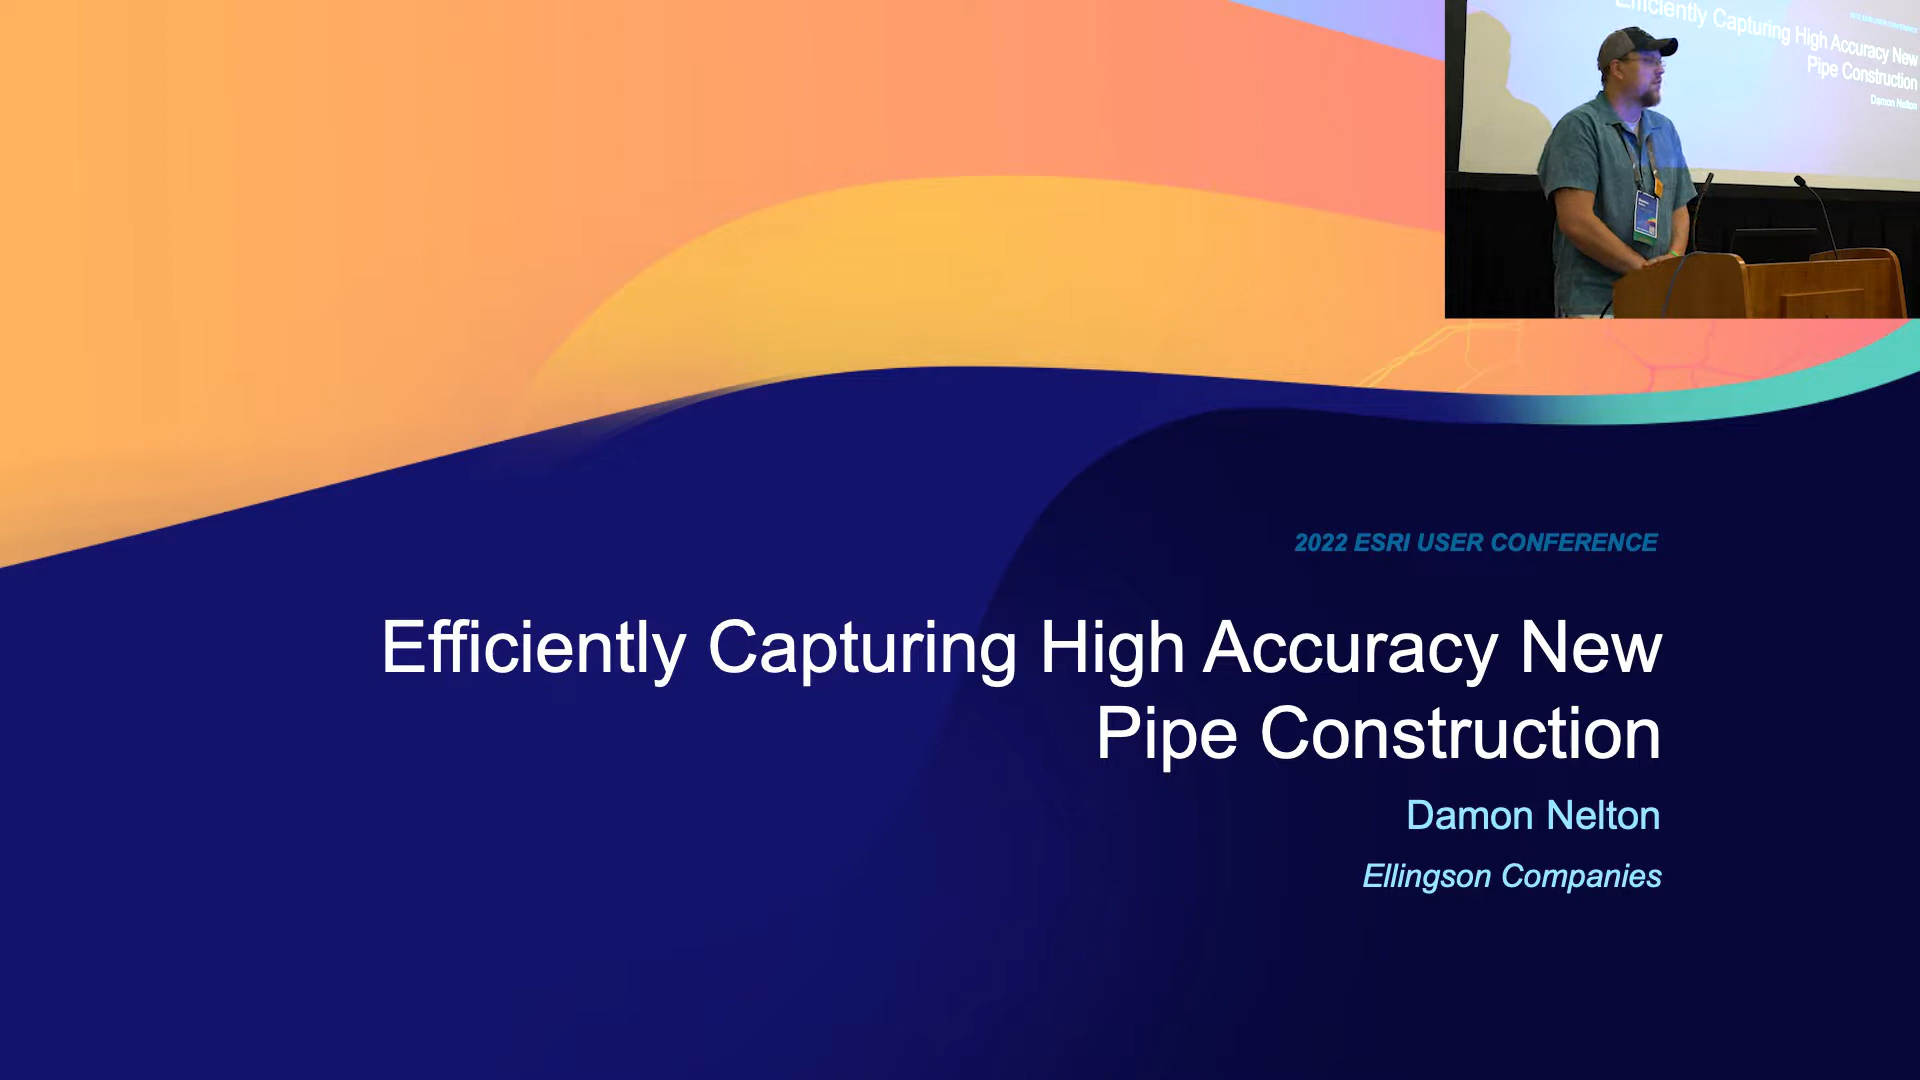 Efficiently Capturing High Accuracy New
Pipe Construction
Damon Nelton
2022 ESRI USER CONFERENCE
Efficiently Capturing High Accuracy New
Pipe Construction
Damon Nelton
Ellingson Companies